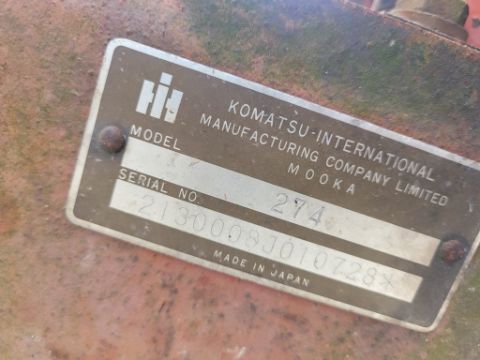 IH
KOMATSU-INTERNATIONAL
MANUFACTURING COMPANY LIMITED
MOOKA
MODEL
274
SERIAL NO.
2130008J010728*
MADE IN JAPAN